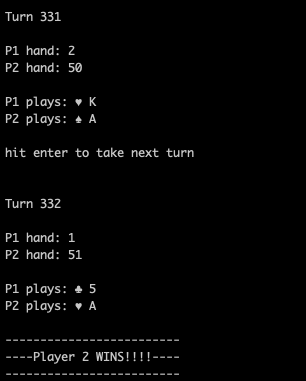 Turn 331
P1 hand: 2
P2 hand: 50
P1 plays: ♥ K
P2 plays: ♠ A
hit enter to take next turn
Turn 332
P1 hand: 1
P2 hand: 51
P1 plays: ♣ 5
P2 plays: ♥ A
-------------------------
----Player 2 WINS!!!!----
-------------------------